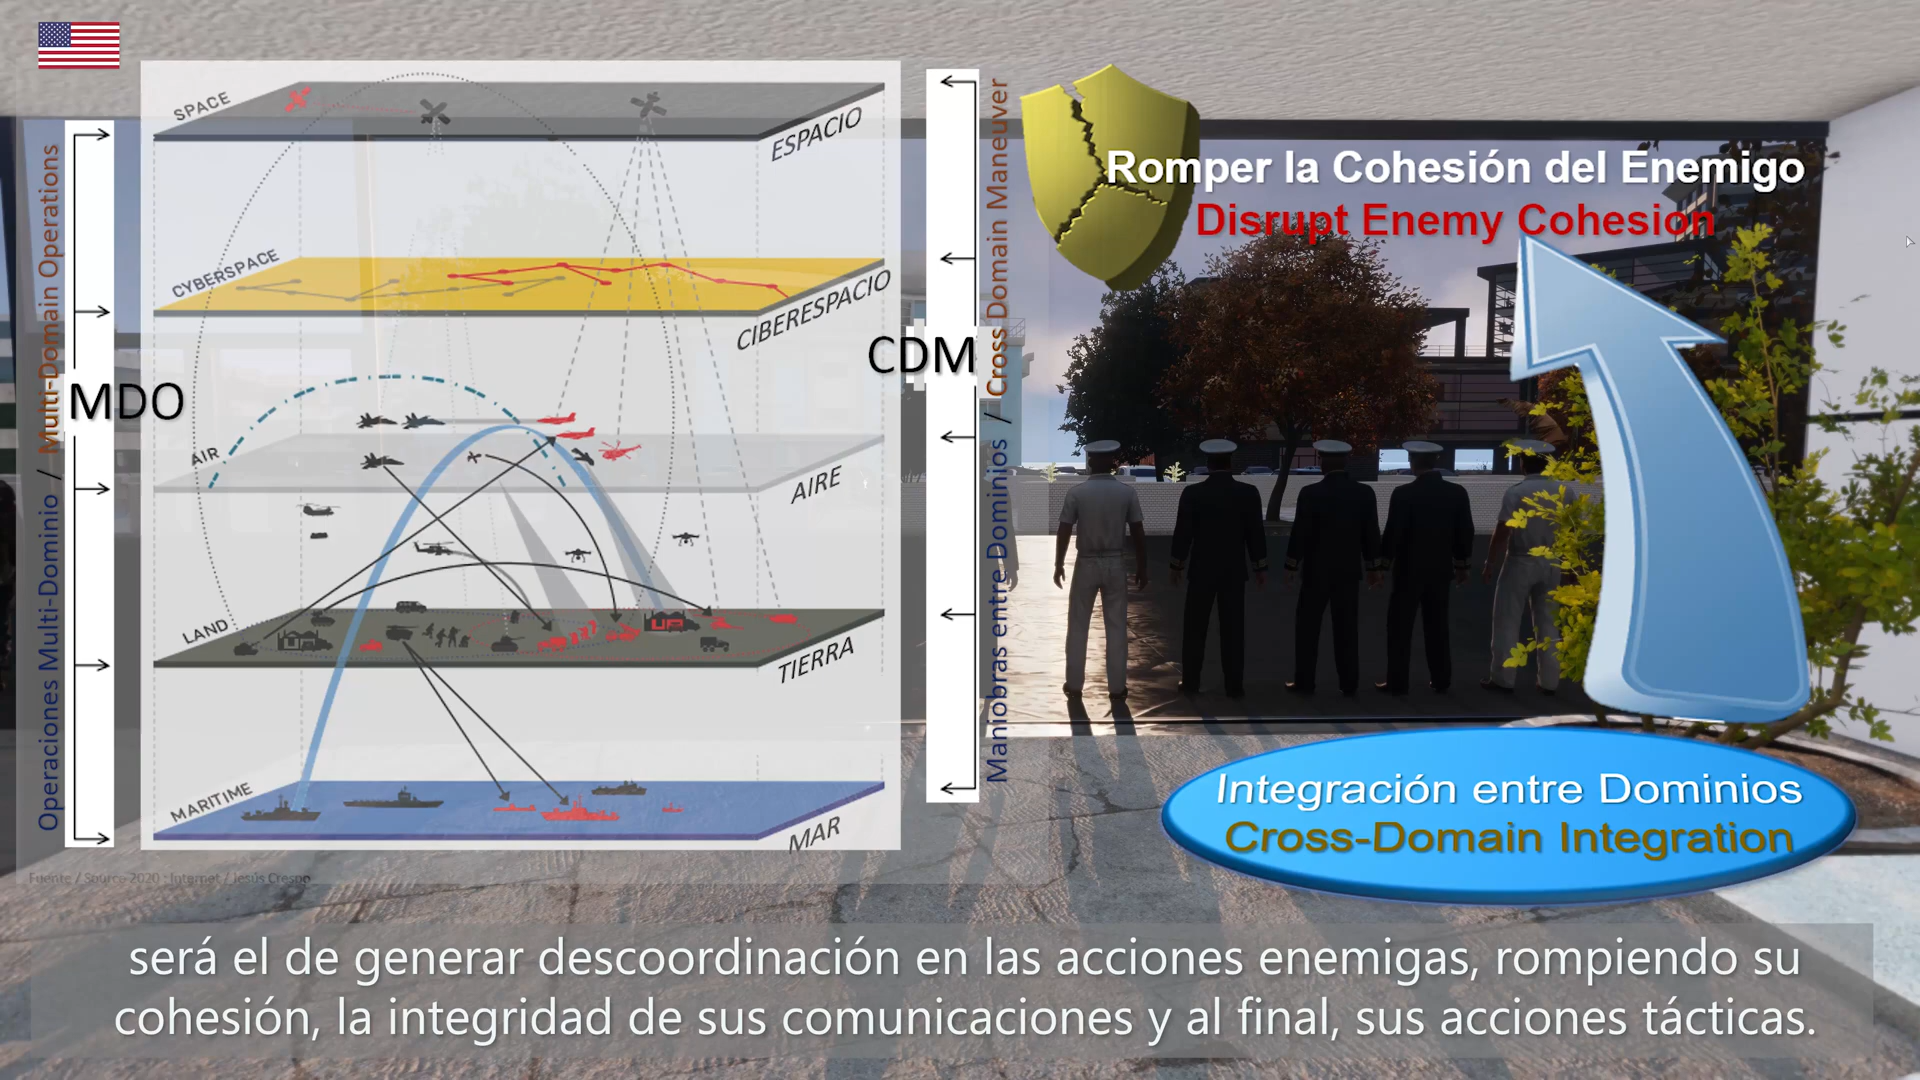 SPACE
ESPACIO
CYBERSPACE
CIBERESPACIO
AIR
AIRE
LAND
TIERRA
MARITIME
MAR
Operaciones Multi-Dominio / Multi-Domain Operations
MDO
CDM
Maniobras entre Dominios / Cross Domain Maneuver
Romper la Cohesión del Enemigo
Disrupt Enemy Cohesion
Integración entre Dominios
Cross-Domain Integration
Fuente / Source 2020 : Internet / Jesús Crespo
será el de generar descoordinación en las acciones enemigas, rompiendo su
cohesión, la integridad de sus comunicaciones y al final, sus acciones tácticas.